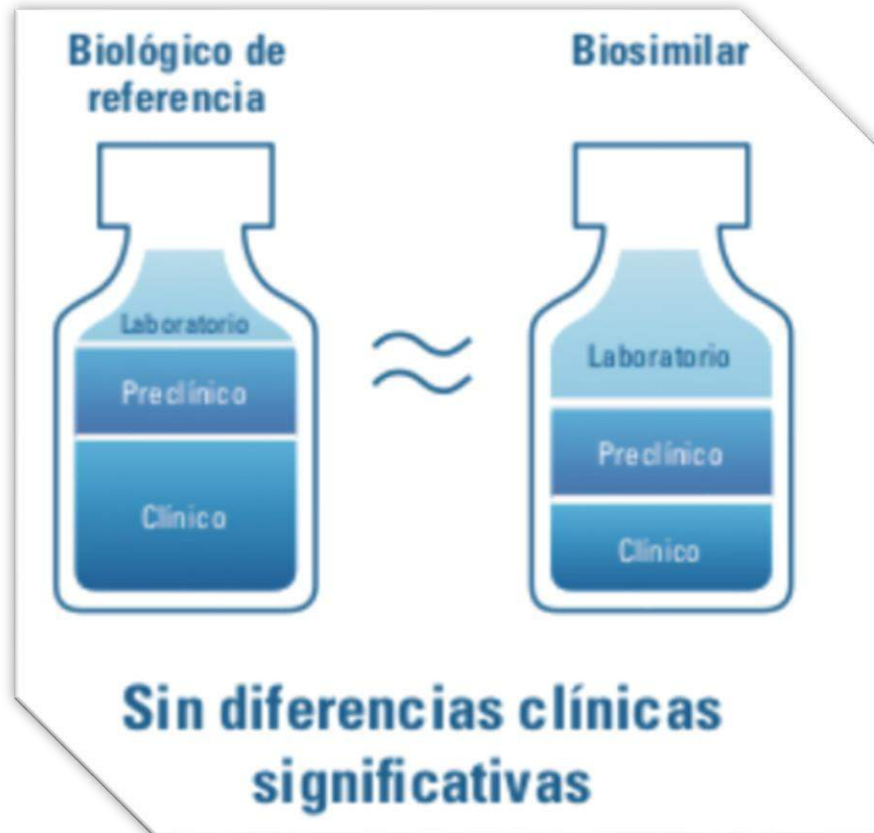 Biológico de
referencia
Laboratorio
Preclínico
Clínico
Biosimilar
Laboratorio
Preclínico
Clínico
Sin diferencias clínicas
significativas